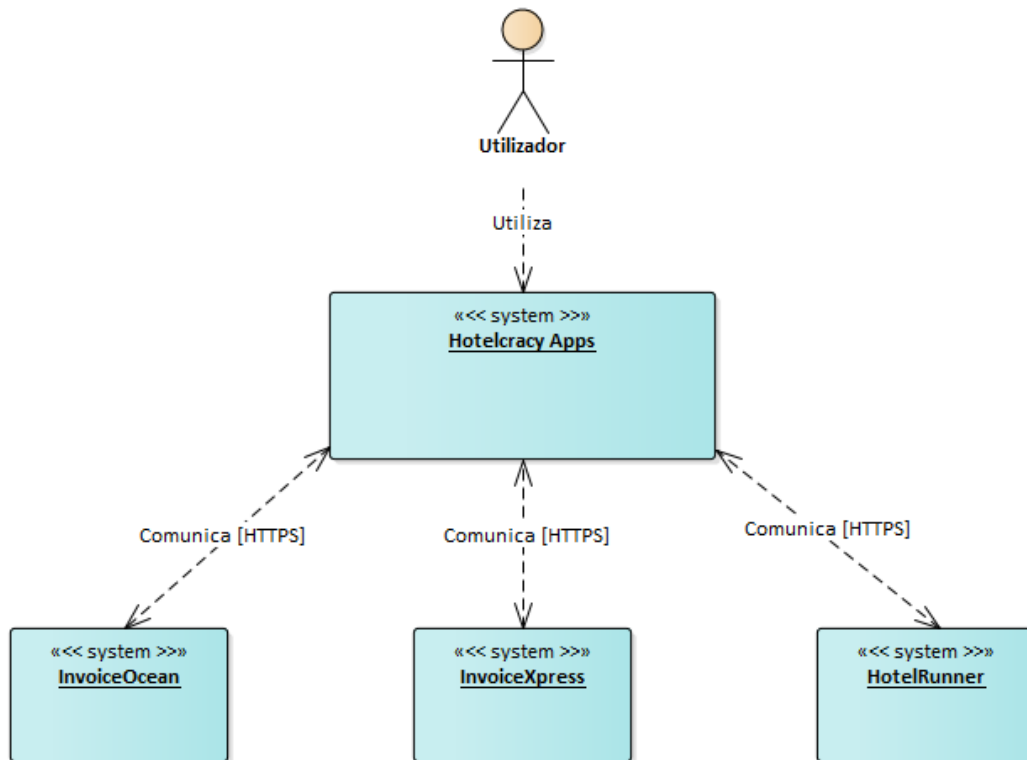 Utilizador
Utiliza
«<< system >>»
Hotelcracy Apps
Comunica [HTTPS]
Comunica [HTTPS]
Comunica [HTTPS]
«<< system >>»
InvoiceOcean
«<< system >>»
InvoiceXpress
«<< system >>»
HotelRunner